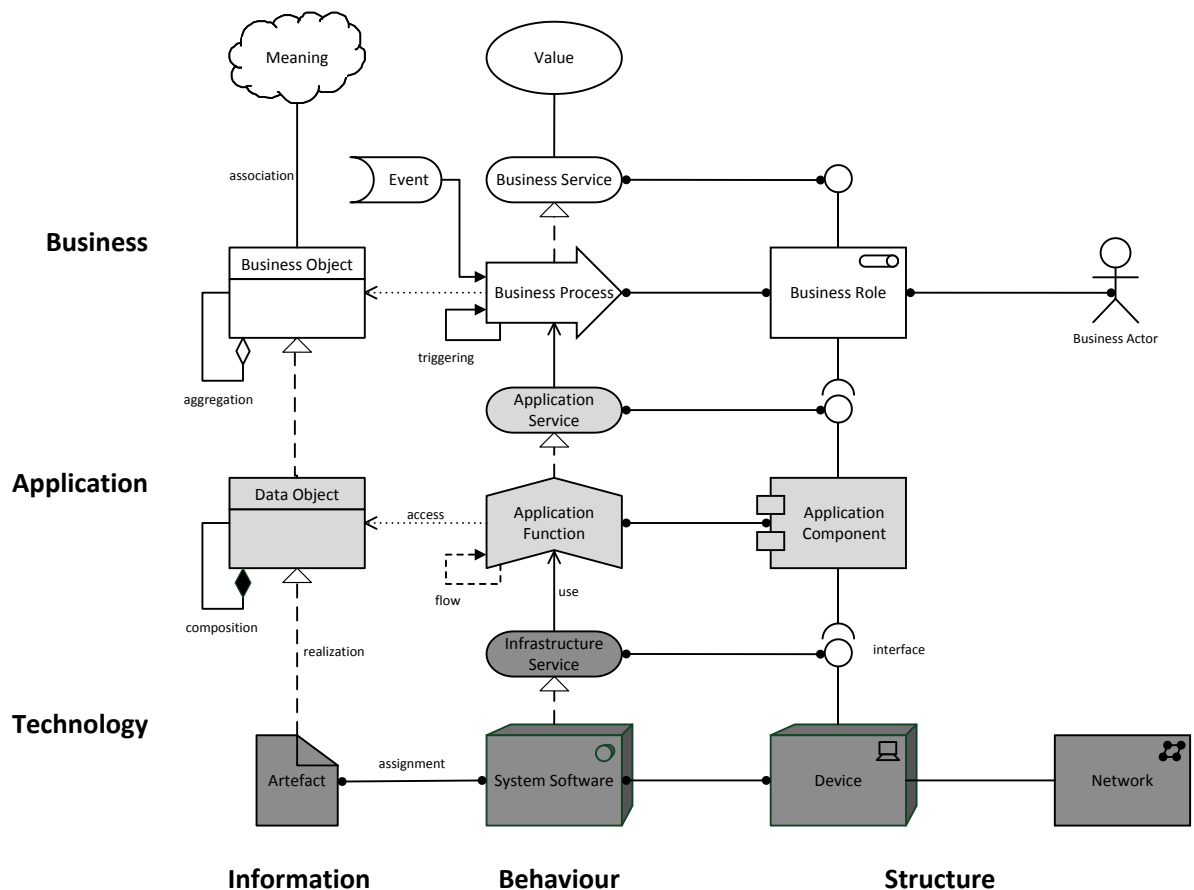 Meaning
Value
association
Event
Business Service
Business
Business Object
Business Process
Business Role
Business Actor
triggering
aggregation
Application
Service
Application
Data Object
access
Application
Function
Application
Component
flow
use
composition
realization
Infrastructure
Service
interface
Technology
assignment
Artefact
System Software
Device
Network
Information
Behaviour
Structure